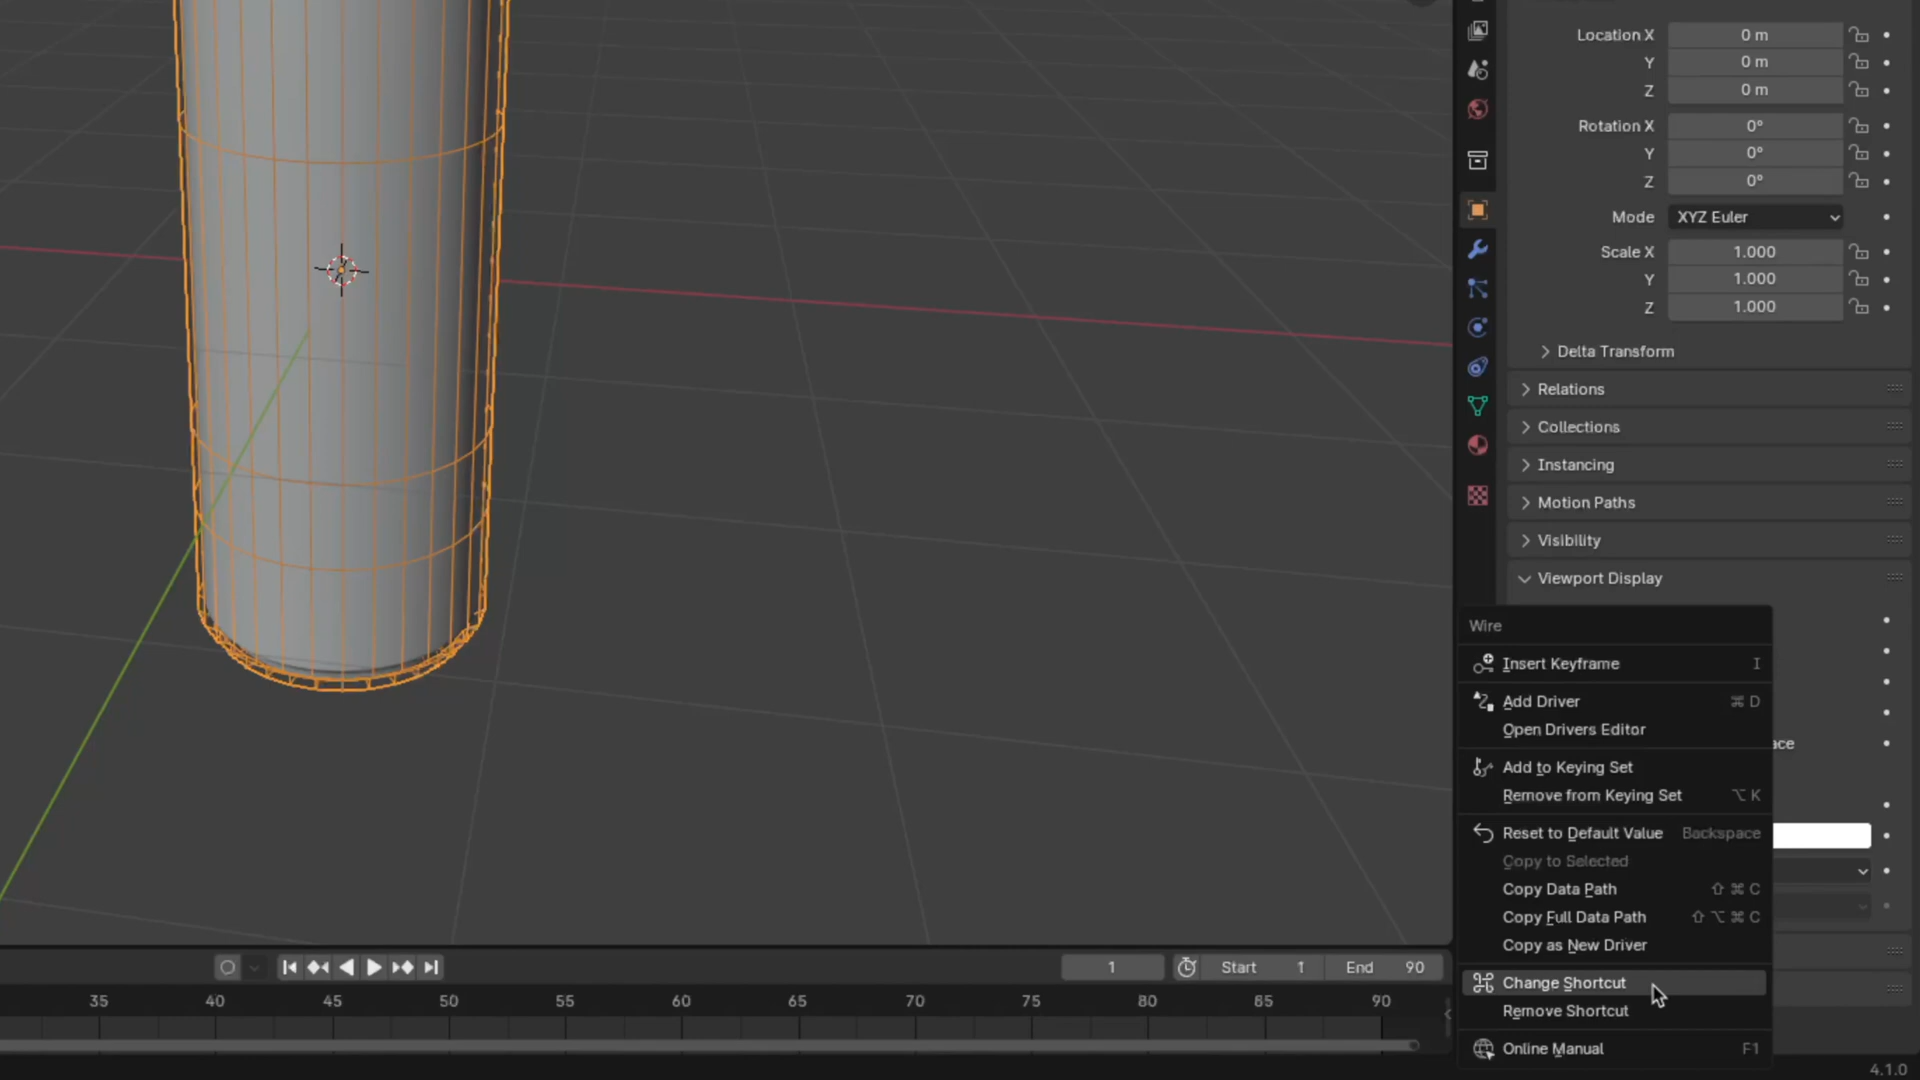 Location X 0 m
Y 0 m
Z 0 m
Rotation X 0°
Y 0°
Z 0°
Mode XYZ Euler
Scale X 1.000
Y 1.000
Z 1.000
Delta Transform
Relations
Collections
Instancing
Motion Paths
Visibility
Viewport Display
Wire
Insert Keyframe I
Add Driver ⌘ D
Open Drivers Editor
ace
Add to Keying Set
Remove from Keying Set ⌥ K
Reset to Default Value Backspace
Copy to Selected
Copy Data Path ⇧ ⌘ C
Copy Full Data Path ⇧ ⌥ ⌘ C
Copy as New Driver
Change Shortcut
Remove Shortcut
Online Manual F1
1 Start 1 End 90
35 40 45 50 55 60 65 70 75 80 85 90
4.1.0